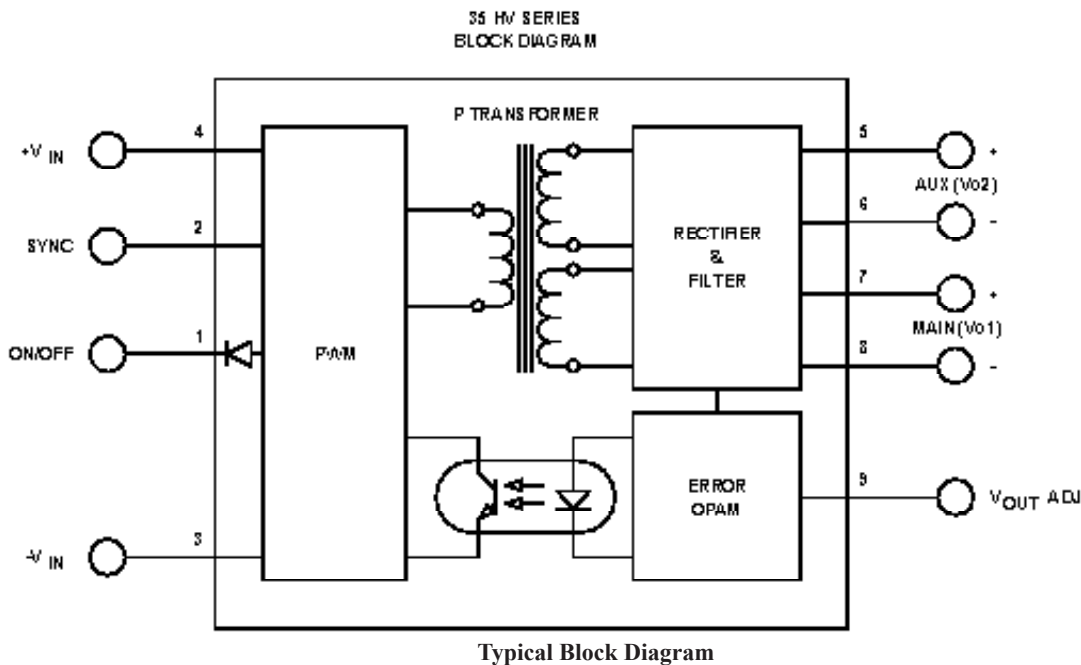 35 HV SERIES
BLOCK DIAGRAM
P TRANSFORMER
4
+V IN
2
SYNC
1
ON/OFF
3
-V IN
PWM
RECTIFIER
&
FILTER
ERROR
OPAM
5
+
AUX (Vo2)
6
-
7
+
MAIN (Vo1)
8
-
9
VOUT ADJ
Typical Block Diagram